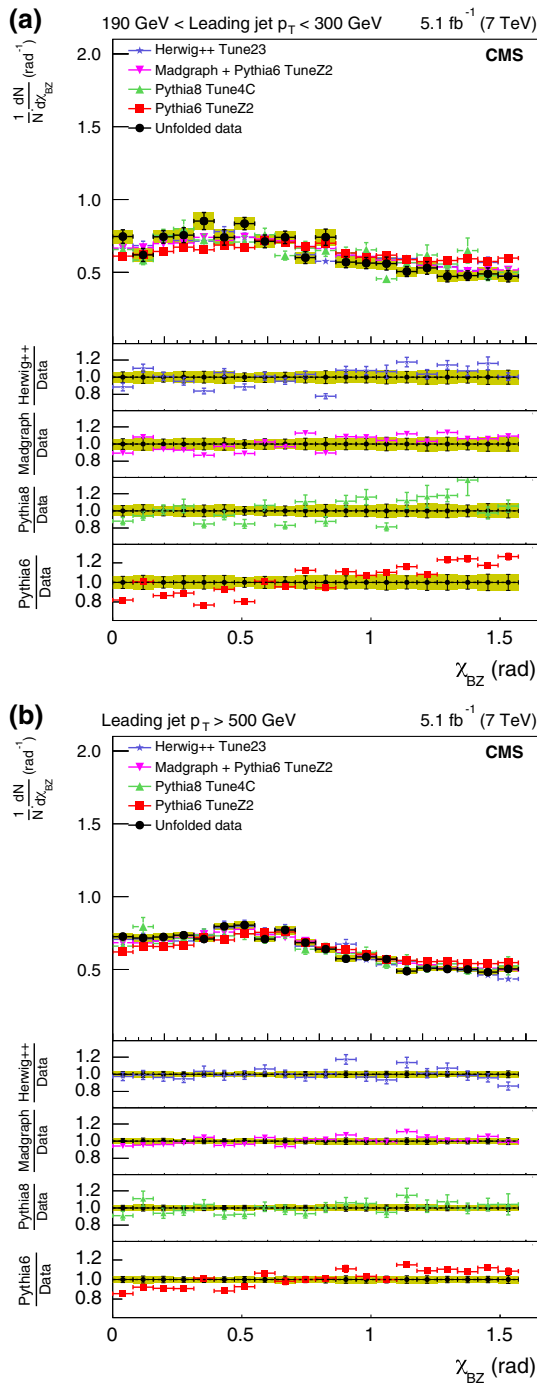 (a)
190 GeV < Leading jet p_T < 300 GeV 5.1 fb⁻¹ (7 TeV)
2.1
1.5
1.0
0.5
1/N dN/dχ_BZ (rad⁻¹)
CMS
Herwig++ Tune23
Madgraph + Pythia6 TuneZ2
Pythia8 Tune4C
Pythia6 TuneZ2
Unfolded data
Herwig++
Data
1.2
1.0
0.8
Madgraph
Data
1.2
1.0
0.8
Pythia8
Data
1.2
1.0
0.8
Pythia6
Data
1.2
1.0
0.8
0 0.5 1 1.5
χ_BZ (rad)
(b)
Leading jet p_T > 500 GeV 5.1 fb⁻¹ (7 TeV)
2.1
1.5
1.0
0.5
1/N dN/dχ_BZ (rad⁻¹)
CMS
Herwig++ Tune23
Madgraph + Pythia6 TuneZ2
Pythia8 Tune4C
Pythia6 TuneZ2
Unfolded data
Herwig++
Data
1.2
1.0
0.8
Madgraph
Data
1.2
1.0
0.8
Pythia8
Data
1.2
1.0
0.8
Pythia6
Data
1.2
1.0
0.8
0 0.5 1 1.5
χ_BZ (rad)